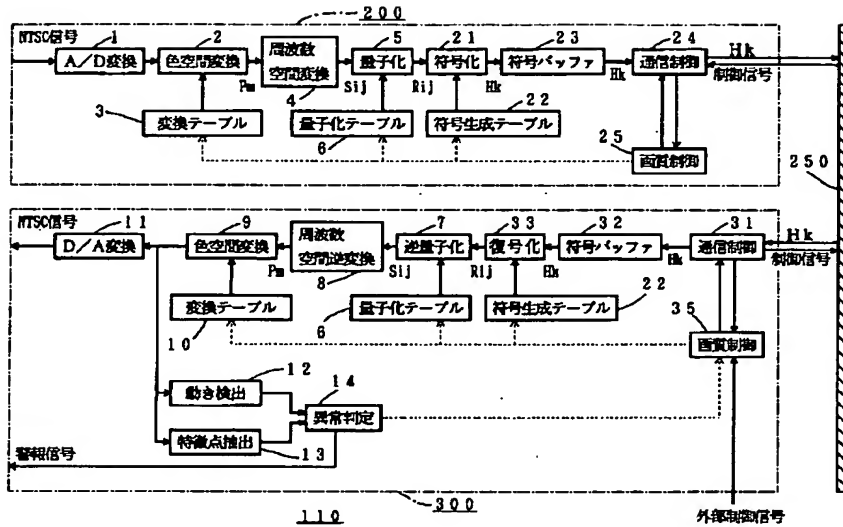 200
NTSC信号
1
2
5
21
23
24
A/D変換
色空間変換
周波数
空間変換
量子化
符号化
符号バッファ
通信制御
Hk
制御信号
Pm
4
Sij
Rij
Hk
Hk
3
変換テーブル
量子化テーブル
6
符号生成テーブル
22
25
画質制御
250
NTSC信号
11
9
7
33
32
31
D/A変換
色空間変換
周波数
空間逆変換
逆量子化
復号化
符号バッファ
通信制御
Hk
制御信号
Pm
8
Sij
Rij
Hk
Hk
変換テーブル
10
量子化テーブル
6
符号生成テーブル
22
35
画質制御
12
動き検出
14
異常判定
特徴点抽出
13
警報信号
300
110
外部制御信号